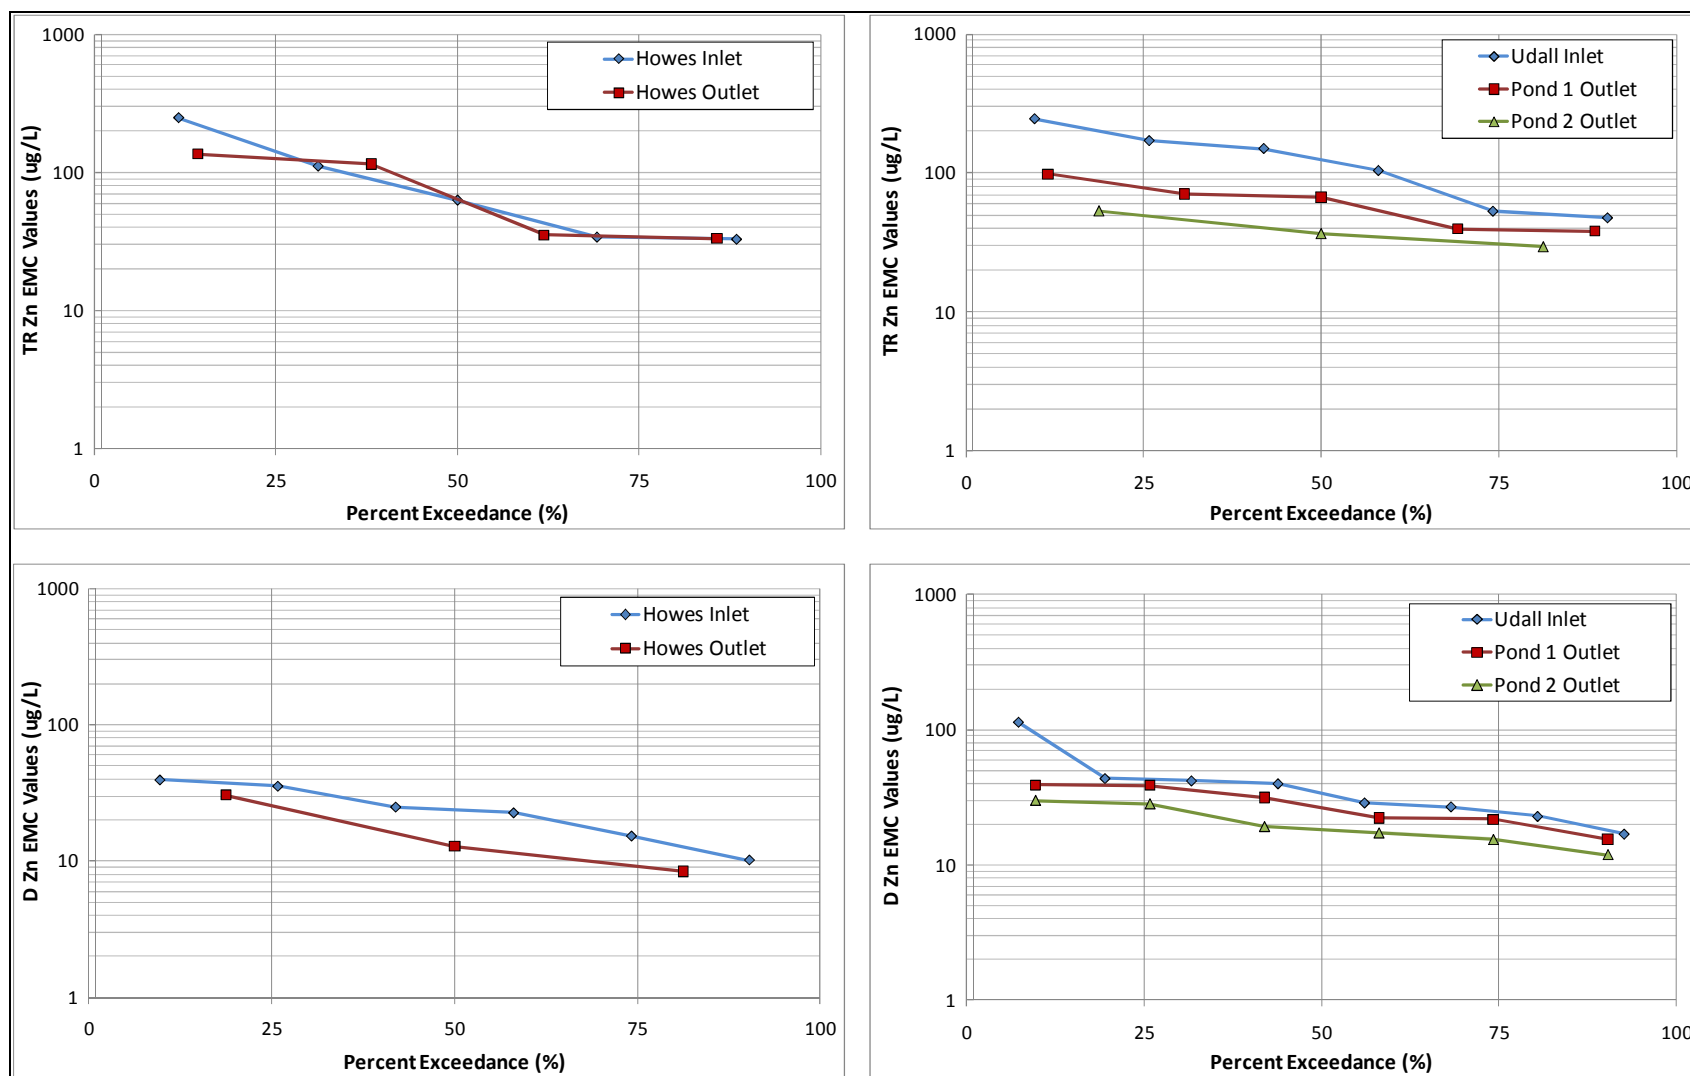 TR Zn EMC Values (ug/L)
1000
100
10
1
0
25
50
75
100
Percent Exceedance (%)
Howes Inlet
Howes Outlet
TR Zn EMC Values (ug/L)
1000
100
10
1
0
25
50
75
100
Percent Exceedance (%)
Udall Inlet
Pond 1 Outlet
Pond 2 Outlet
D Zn EMC Values (ug/L)
1000
100
10
1
0
25
50
75
100
Percent Exceedance (%)
Howes Inlet
Howes Outlet
D Zn EMC Values (ug/L)
1000
100
10
1
0
25
50
75
100
Percent Exceedance (%)
Udall Inlet
Pond 1 Outlet
Pond 2 Outlet